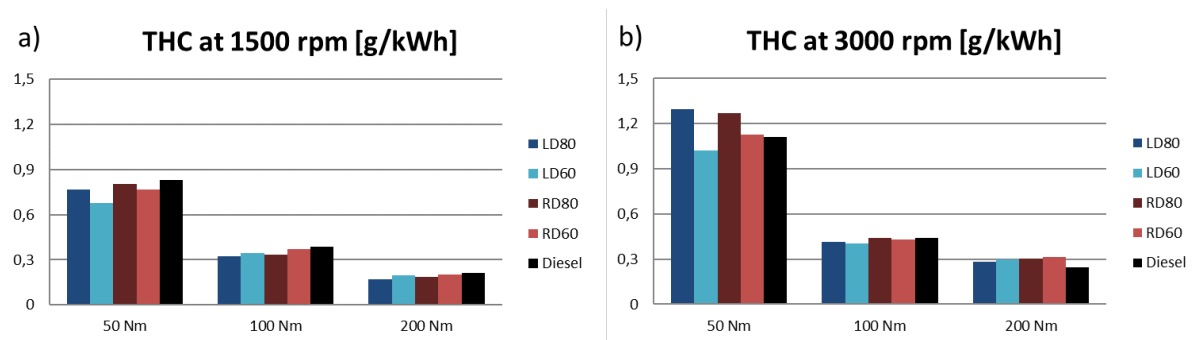 a) THC at 1500 rpm [g/kWh]
1,5
1,2
0,9
0,6
0,3
0
50 Nm 100 Nm 200 Nm
LD80
LD60
RD80
RD60
Diesel
b) THC at 3000 rpm [g/kWh]
1,5
1,2
0,9
0,6
0,3
0
50 Nm 100 Nm 200 Nm
LD80
LD60
RD80
RD60
Diesel